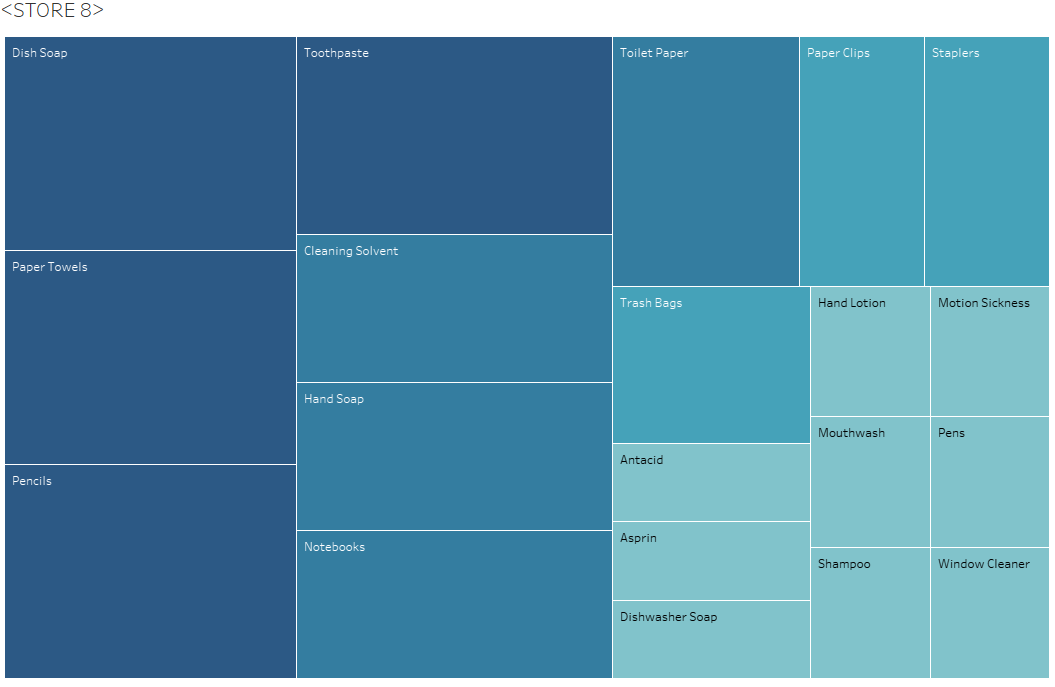 <STORE 8>
Dish Soap
Paper Towels
Pencils
Toothpaste
Cleaning Solvent
Hand Soap
Notebooks
Toilet Paper
Paper Clips
Staplers
Trash Bags
Antacid
Asprin
Dishwasher Soap
Hand Lotion
Motion Sickness
Mouthwash
Pens
Shampoo
Window Cleaner